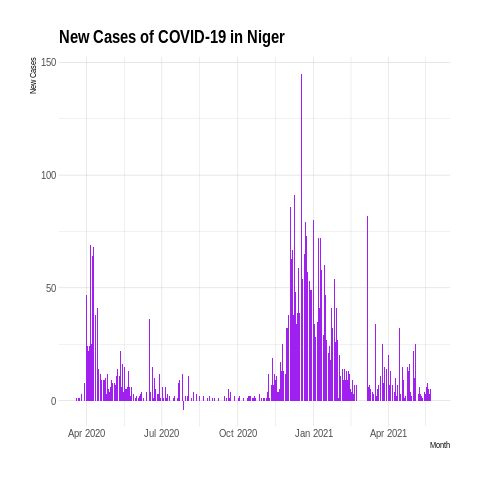 New Cases of COVID-19 in Niger
New Cases
150
100
50
0
Apr 2020
Jul 2020
Oct 2020
Jan 2021
Apr 2021
Month